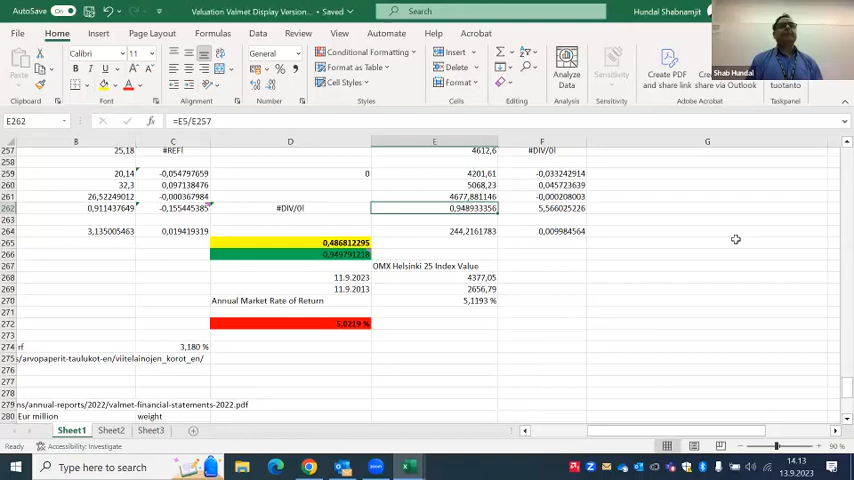 AutoSave On Valuation Valmet Display Version... • Saved Search Hundal Shabnamjit
File Home Insert Draw Page Layout Formulas Data Review View Automate Acrobat
Calibri 11 General Conditional Formatting Insert
Paste Format as Table Delete Analyze Data Sensitivity Create PDF and share link Share via Outlook
B I U Cell Styles Format
Clipboard Font Alignment Number Styles Cells Editing Analysis Sensitivity Adobe Acrobat Taskpanel
tuotanto
Shab Hundal
E262 fx =E5/E257
B C D E F G
257 25,18 #REF! 4612,6 #DIV/0!
258
259 20,14 -0,054797659 0 4201,61 -0,033242914
260 32,3 0,097138476 5068,23 0,045723639
261 26,52249012 -0,000367984 4677,881146 -0,000208003
262 0,911437649 -0,155445385 #DIV/0! 0,948933356 5,566025226
263
264 3,135005463 0,019419319 244,2161783 0,009984564
265 0,486812295
266 0,949791218
267 OMX Helsinki 25 Index Value
268 11.9.2023 4377,05
269 11.9.2013 2656,79
270 Annual Market Rate of Return 5,1193 %
271
272 5,0219 %
273
274 rf 3,180 %
275 s/arvopaperit-taulukot-en/viitelainojen_korot_en/
276
277
278
279 ns/annual-reports/2022/valmet-financial-statements-2022.pdf
280 Eur million weight
Sheet1 Sheet2 Sheet3
Accessibility: Investigate 90 %
Type here to search 14.13
13.9.2023